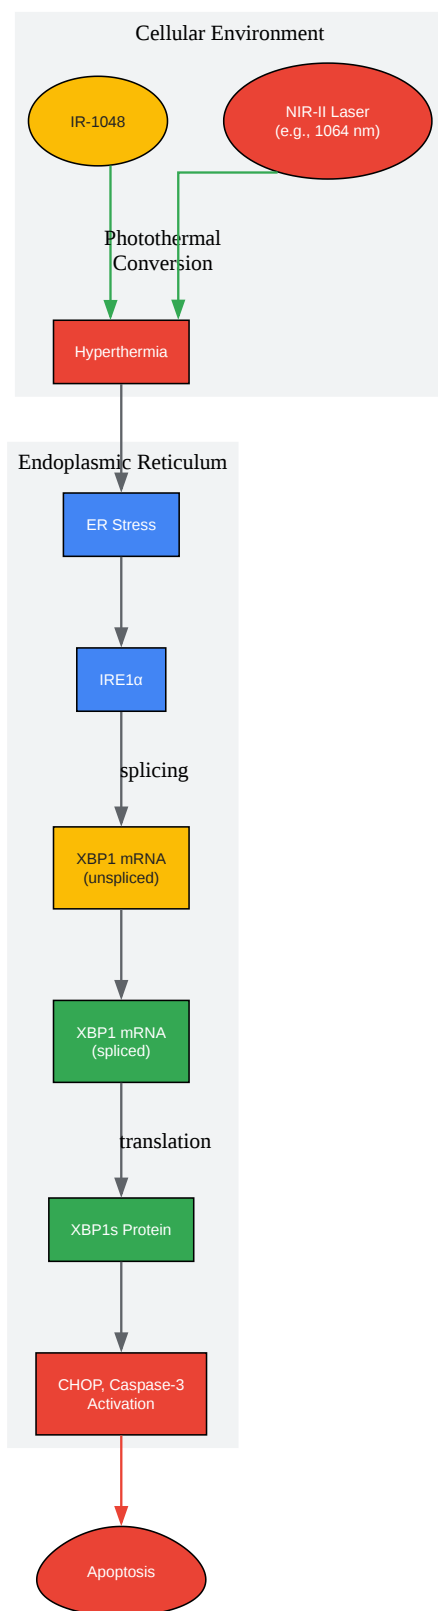 Cellular Environment
IR-1048
NIR-II Laser
(e.g., 1064 nm)
Photothermal
Conversion
Hyperthermia
Endoplasmic Reticulum
ER Stress
IRE1α
splicing
XBP1 mRNA
(unspliced)
XBP1 mRNA
(spliced)
translation
XBP1s Protein
CHOP, Caspase-3
Activation
Apoptosis